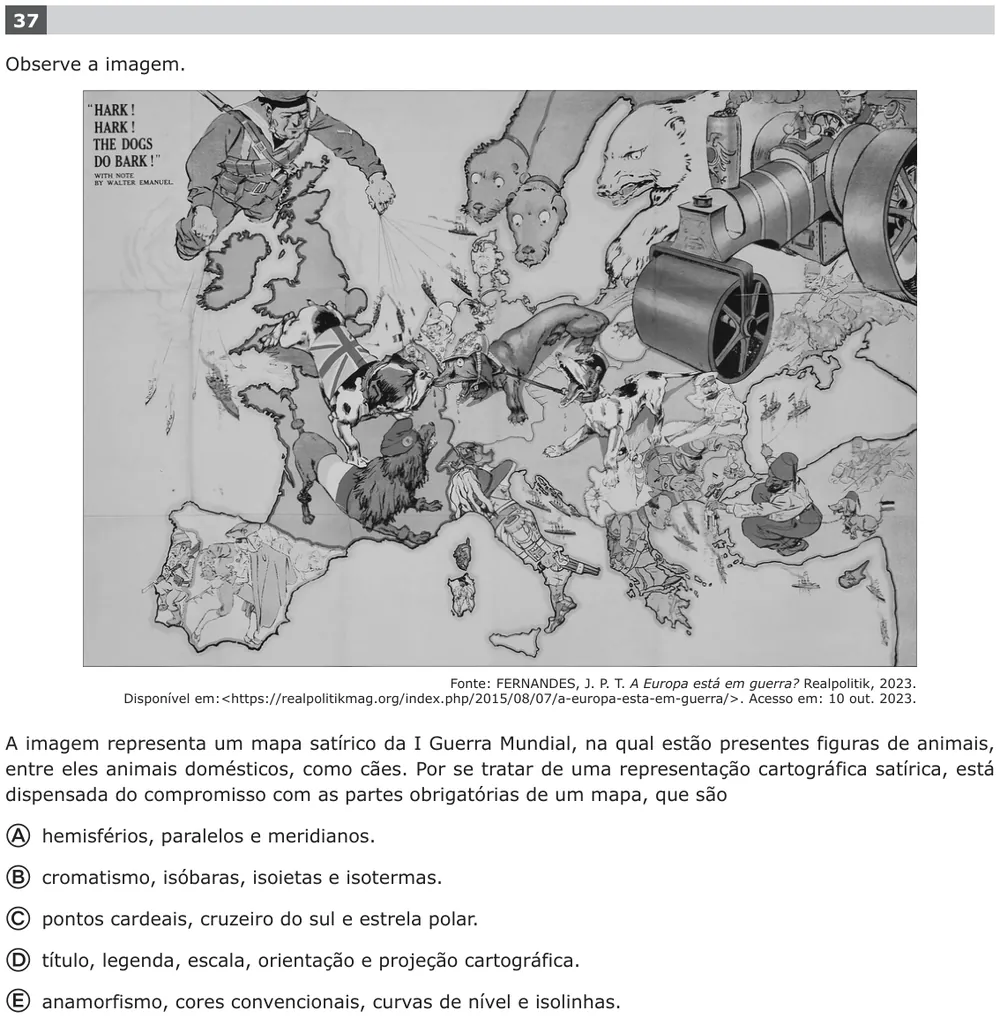 37
Observe a imagem.
"HARK!
HARK!
THE DOGS
DO BARK!"
WITH NOTE
BY WALTER EMANUEL
Fonte: FERNANDES, J. P. T. A Europa está em guerra? Realpolitik, 2023.
Disponível em:<https://realpolitikmag.org/index.php/2015/08/07/a-europa-esta-em-guerra/>. Acesso em: 10 out. 2023.
A imagem representa um mapa satírico da I Guerra Mundial, na qual estão presentes figuras de animais,
entre eles animais domésticos, como cães. Por se tratar de uma representação cartográfica satírica, está
dispensada do compromisso com as partes obrigatórias de um mapa, que são
A hemisférios, paralelos e meridianos.
B cromatismo, isóbaras, isoietas e isotermas.
C pontos cardeais, cruzeiro do sul e estrela polar.
D título, legenda, escala, orientação e projeção cartográfica.
E anamorfismo, cores convencionais, curvas de nível e isolinhas.